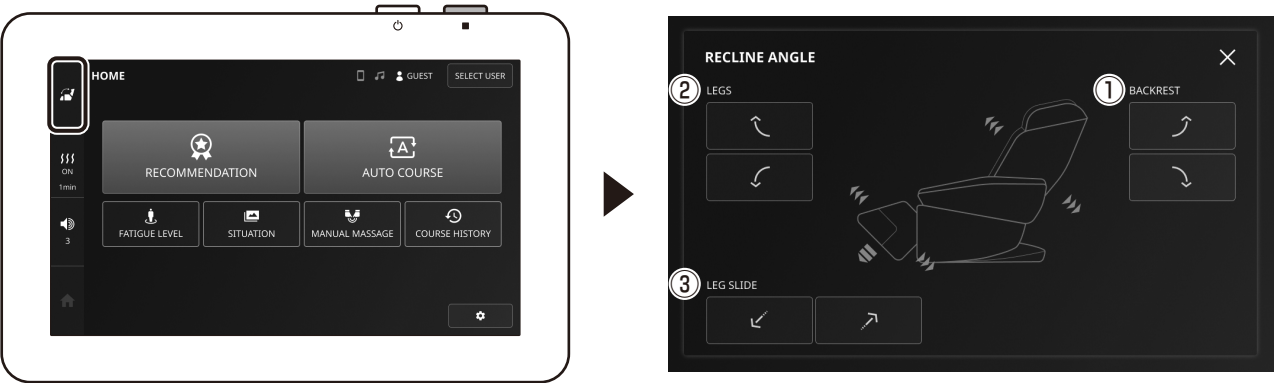 HOME
GUEST
SELECT USER
ON
1min
3
RECOMMENDATION
A
AUTO COURSE
FATIGUE LEVEL
SITUATION
MANUAL MASSAGE
COURSE HISTORY
RECLINE ANGLE
2 LEGS
1 BACKREST
3 LEG SLIDE